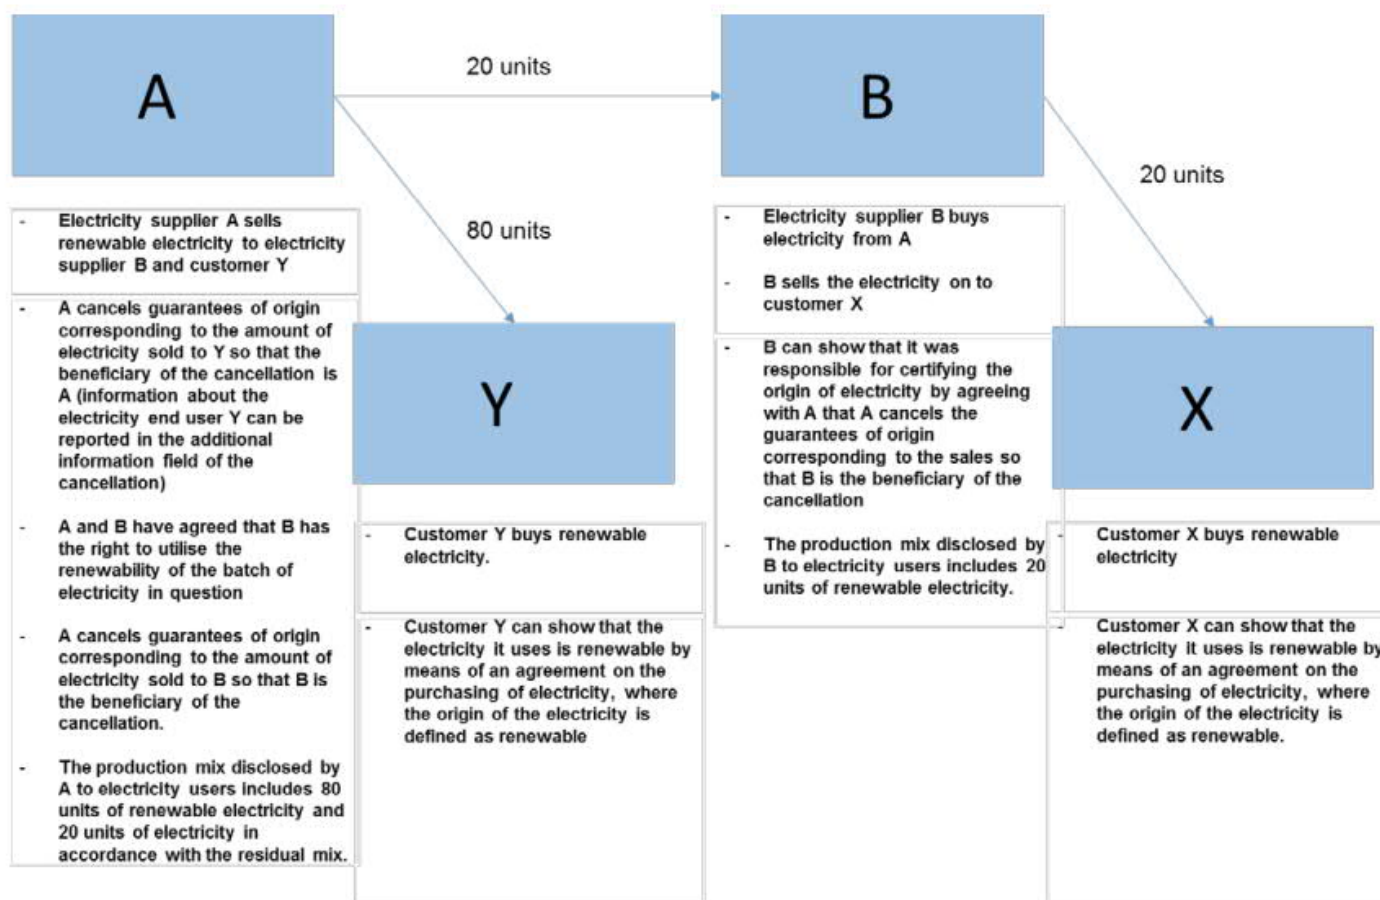 A
20 units
B
20 units
80 units
- Electricity supplier A sells
renewable electricity to electricity
supplier B and customer Y
- A cancels guarantees of origin
corresponding to the amount of
electricity sold to Y so that the
beneficiary of the cancellation is
A (information about the
electricity end user Y can be
reported in the additional
information field of the
cancellation)
- A and B have agreed that B has
the right to utilise the
renewability of the batch of
electricity in question
- A cancels guarantees of origin
corresponding to the amount of
electricity sold to B so that B is
the beneficiary of the
cancellation.
- The production mix disclosed by
A to electricity users includes 80
units of renewable electricity and
20 units of electricity in
accordance with the residual mix.
Y
- Customer Y buys renewable
electricity.
- Customer Y can show that the
electricity it uses is renewable by
means of an agreement on the
purchasing of electricity, where
the origin of the electricity is
defined as renewable
- Electricity supplier B buys
electricity from A
- B sells the electricity on to
customer X
- B can show that it was
responsible for certifying the
origin of electricity by agreeing
with A that A cancels the
guarantees of origin
corresponding to the sales so
that B is the beneficiary of the
cancellation
- The production mix disclosed by
B to electricity users includes 20
units of renewable electricity.
X
- Customer X buys renewable
electricity
- Customer X can show that the
electricity it uses is renewable by
means of an agreement on the
purchasing of electricity, where
the origin of the electricity is
defined as renewable.